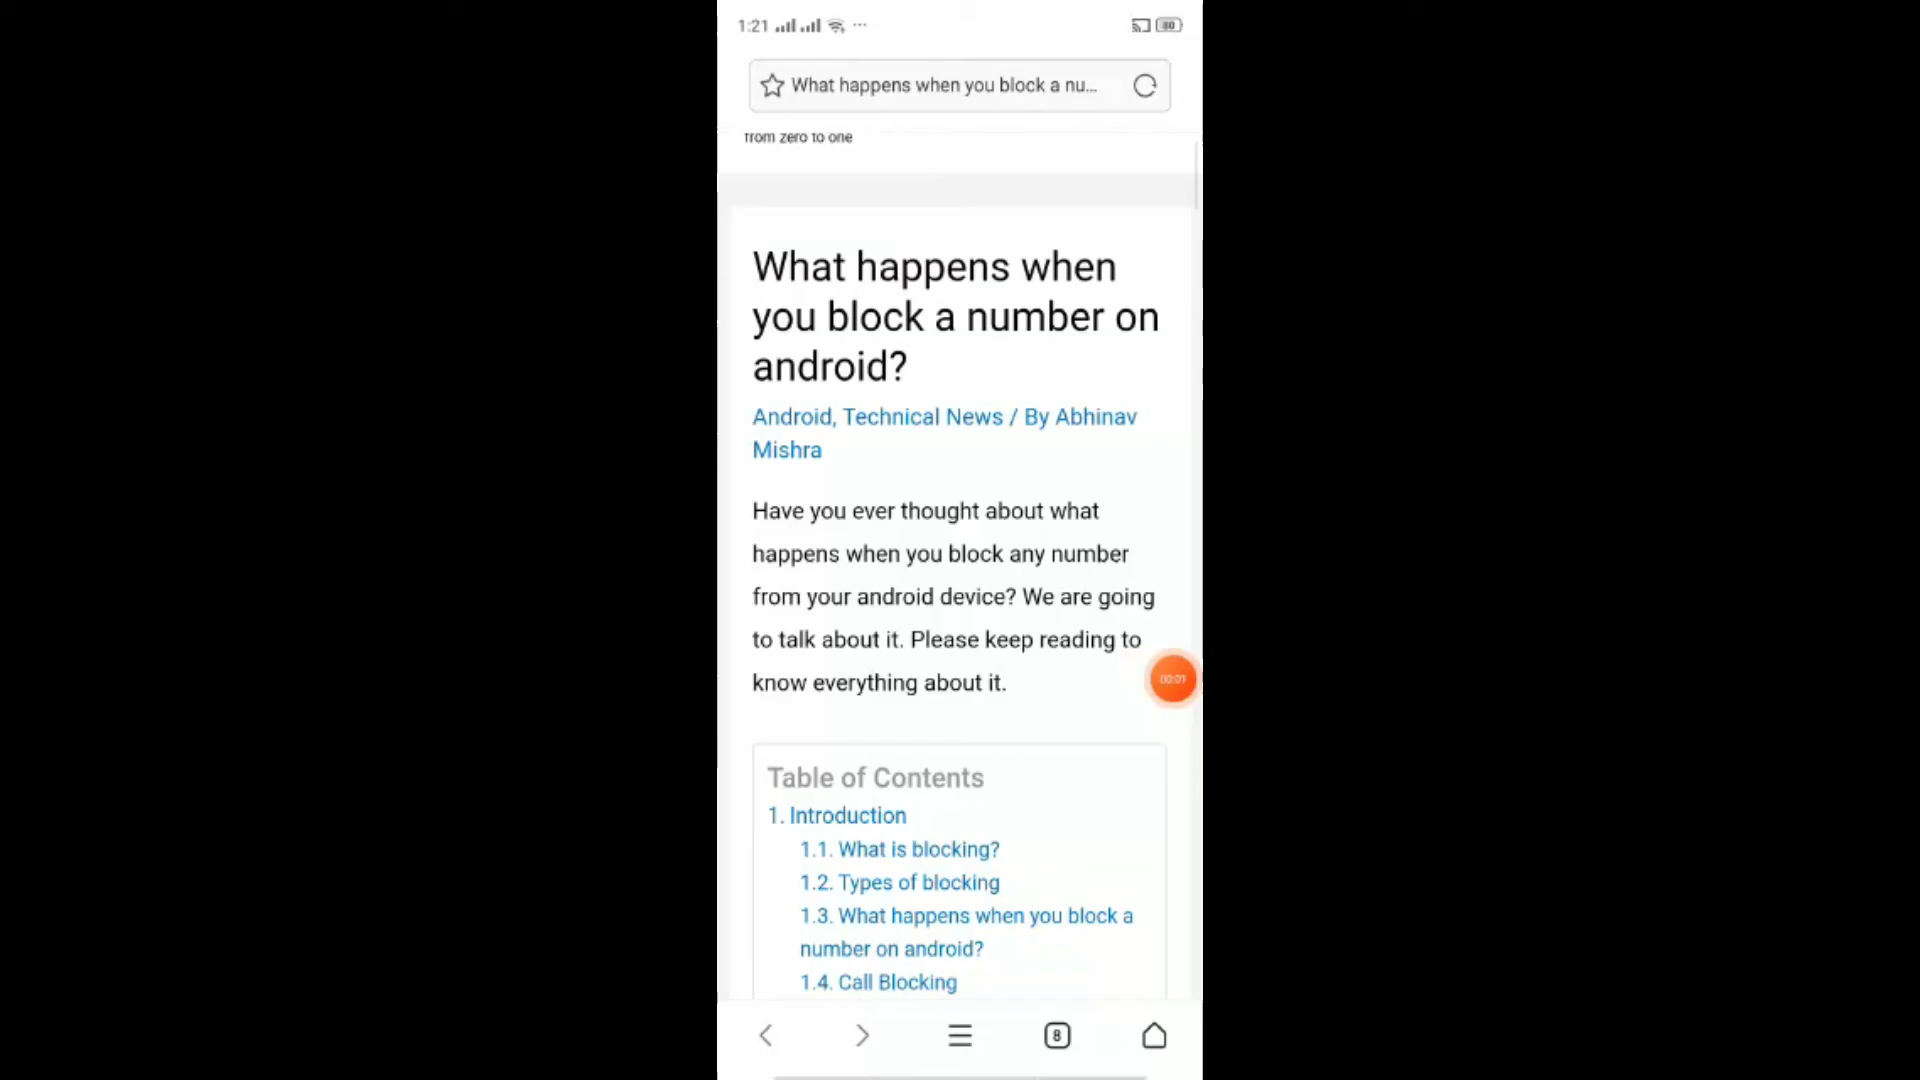 1:21
80
What happens when you block a nu...
from zero to one
What happens when
you block a number on
android?
Android, Technical News / By Abhinav
Mishra
Have you ever thought about what
happens when you block any number
from your android device? We are going
to talk about it. Please keep reading to
know everything about it.
00:01
Table of Contents
1. Introduction
1.1. What is blocking?
1.2. Types of blocking
1.3. What happens when you block a
number on android?
1.4. Call Blocking
8